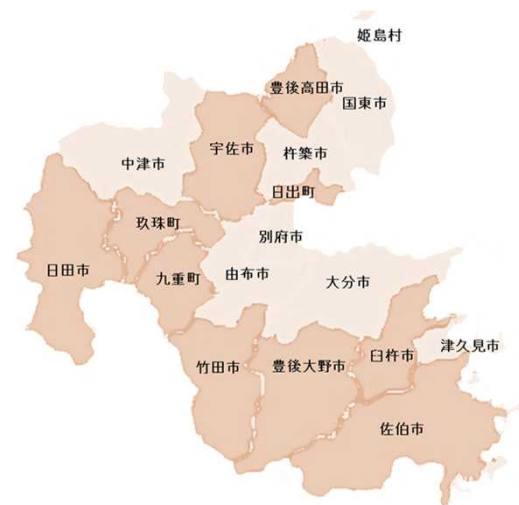 姫島村
豊後高田市
国東市
宇佐市
杵築市
中津市
日出町
玖珠町
別府市
日田市
九重町
由布市
大分市
津久見市
臼杵市
竹田市
豊後大野市
佐伯市